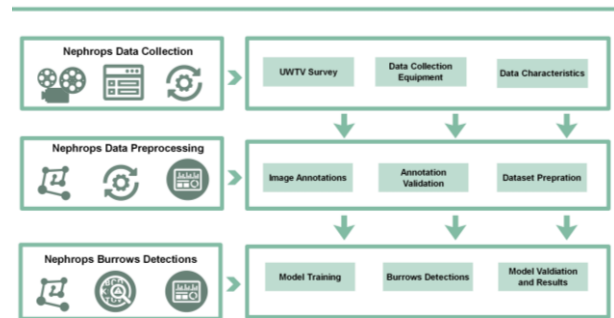 Nephrops Data Collection
UWTV Survey
Data Collection
Equipment
Data Characteristics
Nephrops Data Preprocessing
Image Annotations
Annotation
Validation
Dataset Prepration
Nephrops Burrows Detections
Model Training
Burrows Detections
Model Valdiation
and Results